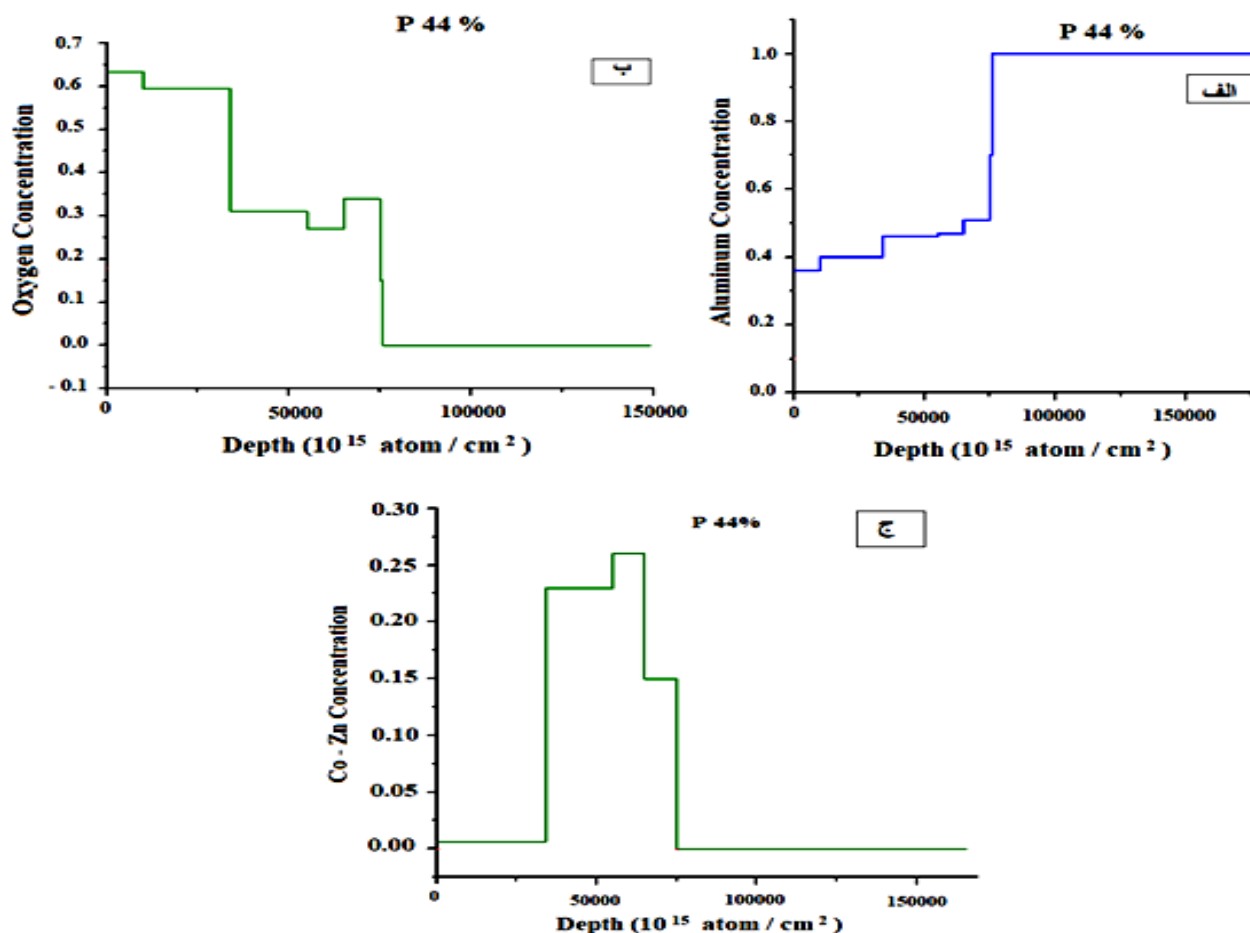 P 44 %
ب
Oxygen Concentration
0.7
0.6
0.5
0.4
0.3
0.2
0.1
0.0
- 0.1
0
50000
100000
150000
Depth (10 15 atom / cm 2 )
P 44 %
الف
Aluminum Concentration
1.0
0.8
0.6
0.4
0.2
0.0
0
50000
100000
150000
Depth (10 15 atom / cm 2 )
P 44%
ج
Co - Zn Concentration
0.30
0.25
0.20
0.15
0.10
0.05
0.00
0
50000
100000
150000
Depth (10 15 atom / cm 2 )